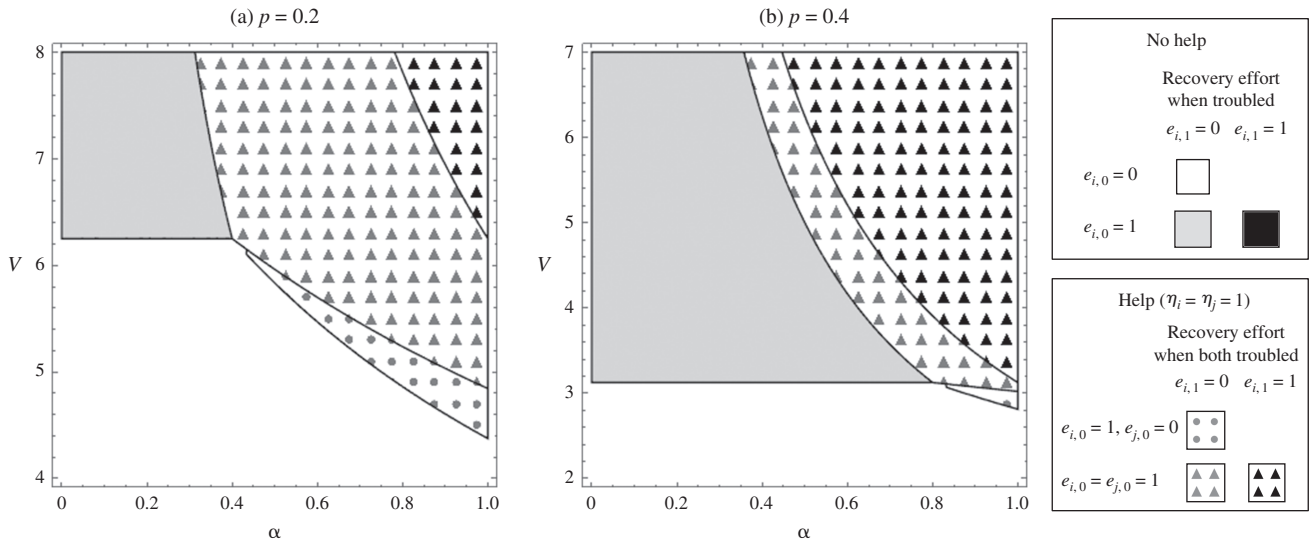 (a) p = 0.2
8
7
6
5
4
V
0
0.2
0.4
0.6
0.8
1.0
α
(b) p = 0.4
7
6
5
4
3
2
V
0
0.2
0.4
0.6
0.8
1.0
α
No help
Recovery effort
when troubled
e_{i,1} = 0 e_{i,1} = 1
e_{i,0} = 0
e_{i,0} = 1
Help (η_i = η_j = 1)
Recovery effort
when both troubled
e_{i,1} = 0 e_{i,1} = 1
e_{i,0} = 1, e_{j,0} = 0
e_{i,0} = e_{j,0} = 1